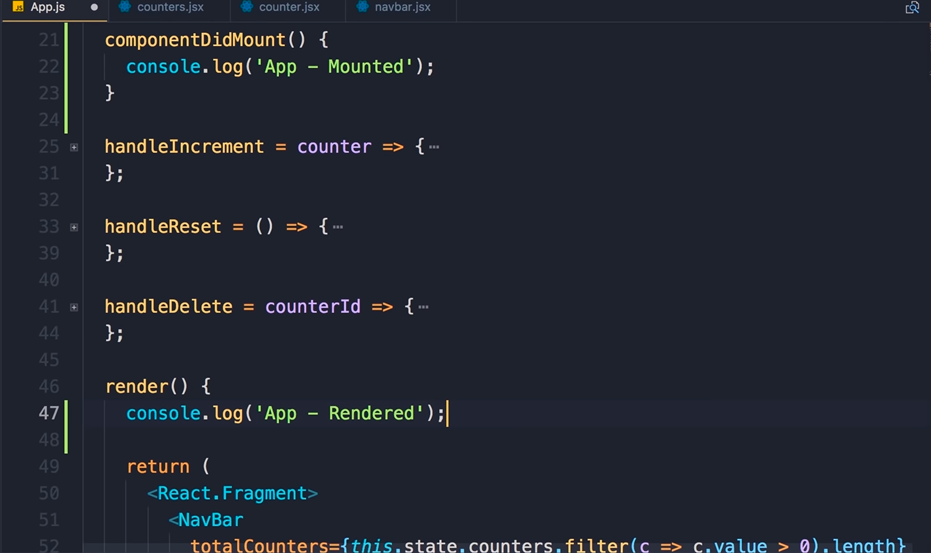 JS App.js ● counters.jsx counter.jsx navbar.jsx
21 componentDidMount() {
22 console.log('App - Mounted');
23 }
24
25 handleIncrement = counter => {⋯
31 };
32
33 handleReset = () => {⋯
39 };
40
41 handleDelete = counterId => {⋯
44 };
45
46 render() {
47 console.log('App - Rendered');
48
49 return (
50 <React.Fragment>
51 <NavBar
52 totalCounters={this.state.counters.filter(c => c.value > 0).length}